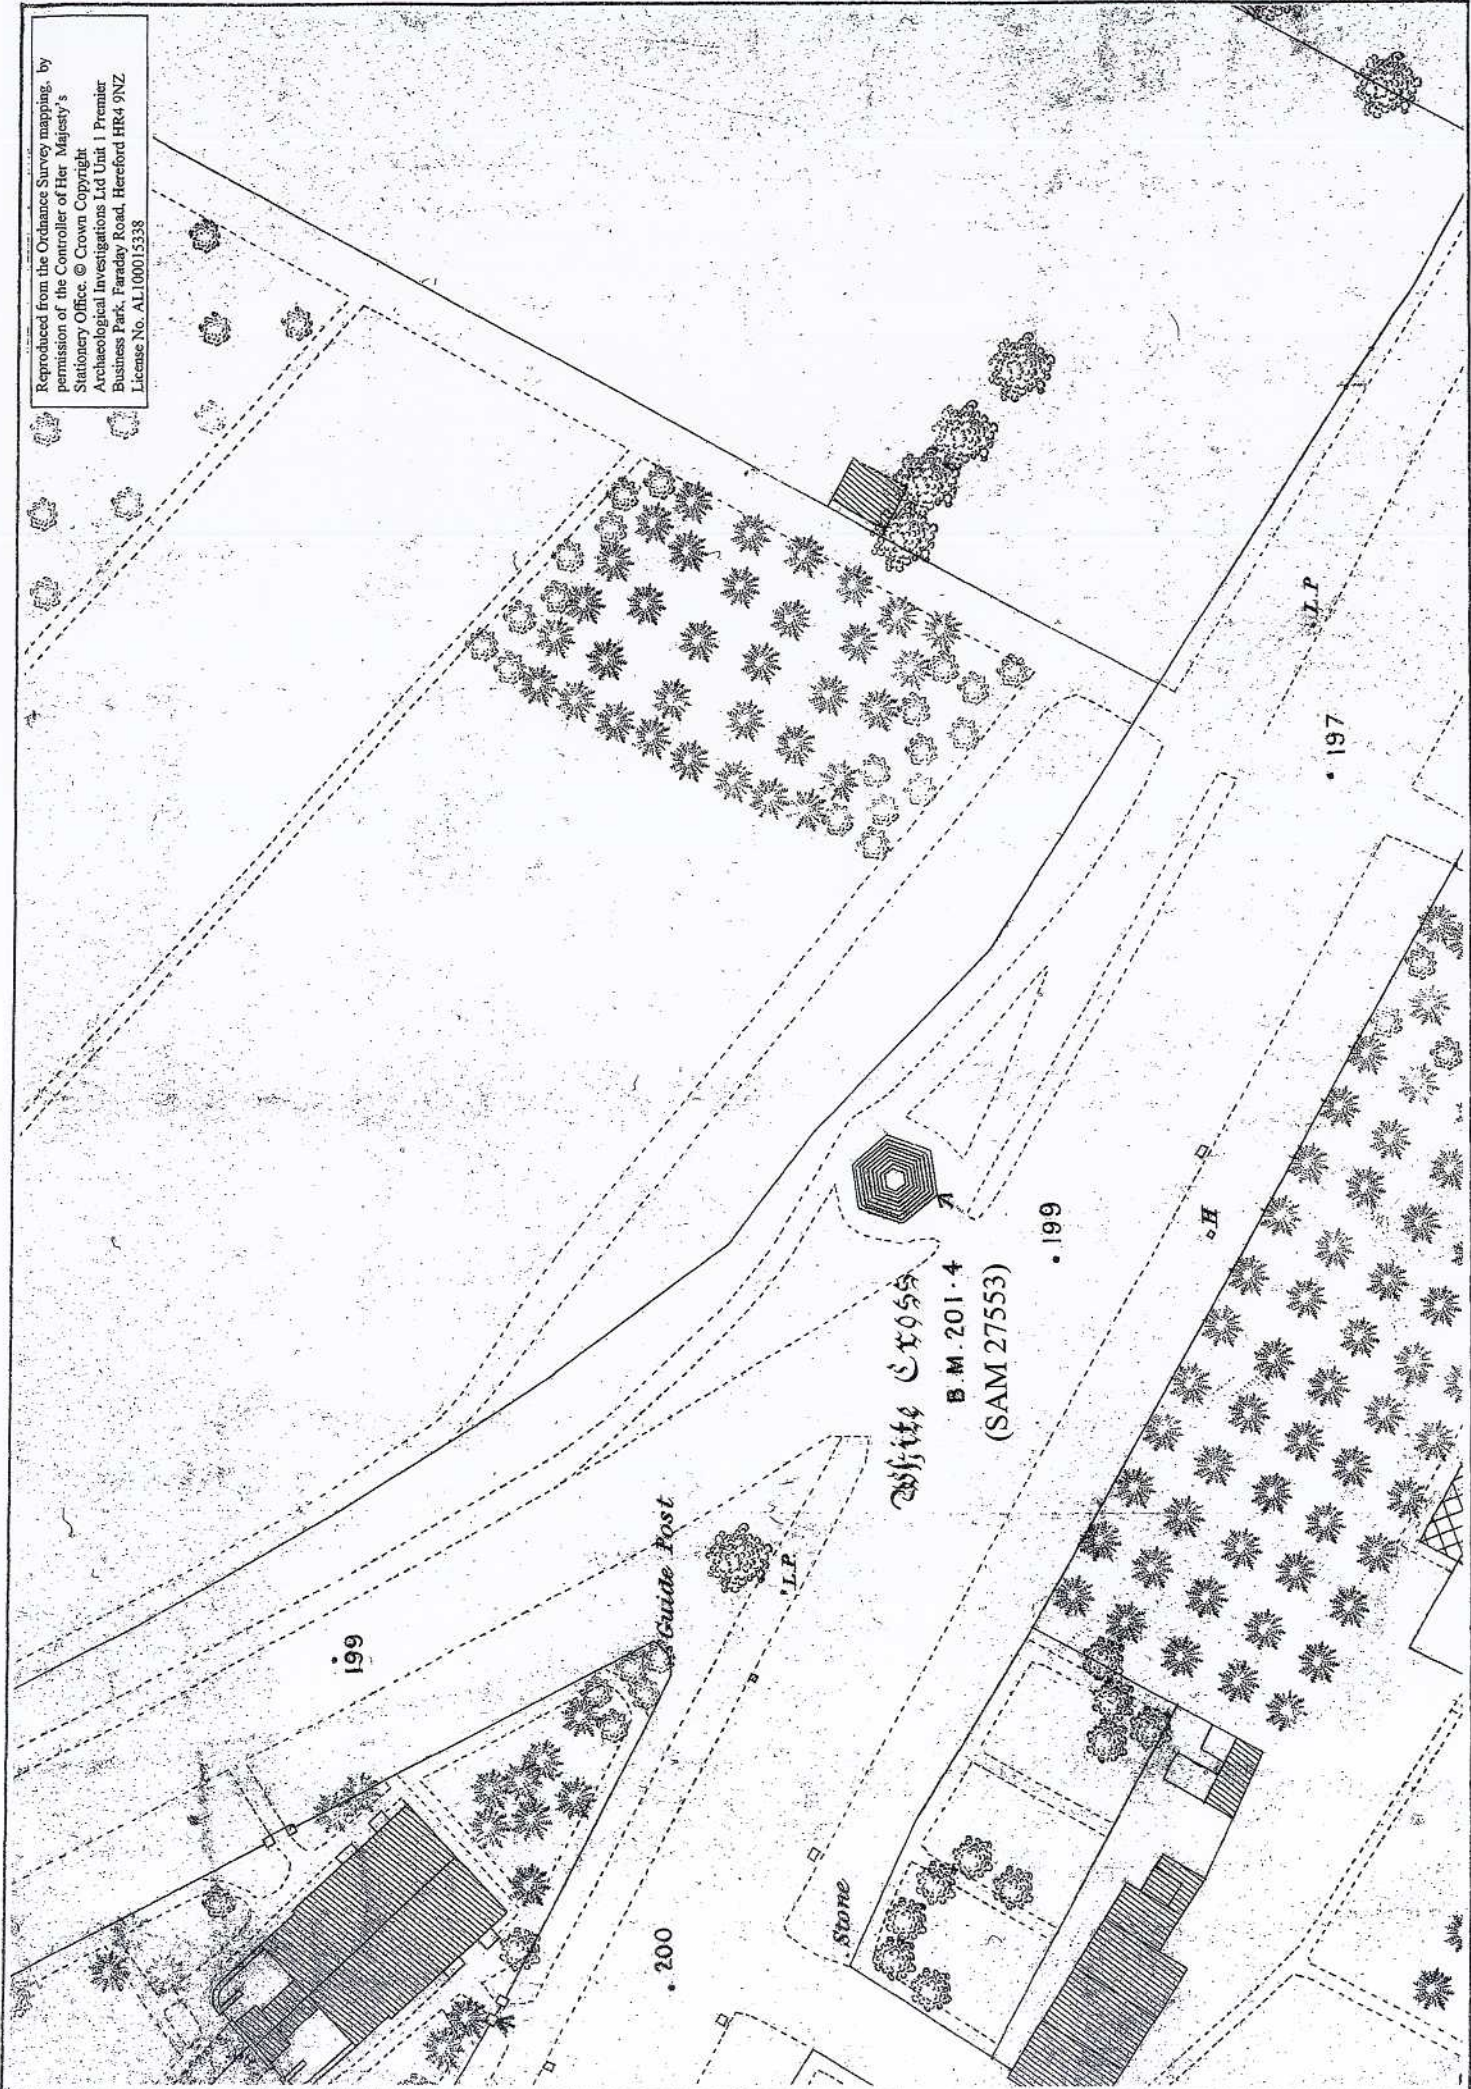 Reproduced from the Ordnance Survey mapping, by
permission of the Controller of Her Majesty's
Stationery Office. © Crown Copyright
Archaeological Investigations Ltd Unit 1 Premier
Business Park, Faraday Road, Hereford HR4 9NZ
License No. AL100015338
199
Guide Post
L.P.
200
Stone
White Cross
B.M. 201·4
(SAM 27553)
199
H
L.P
197